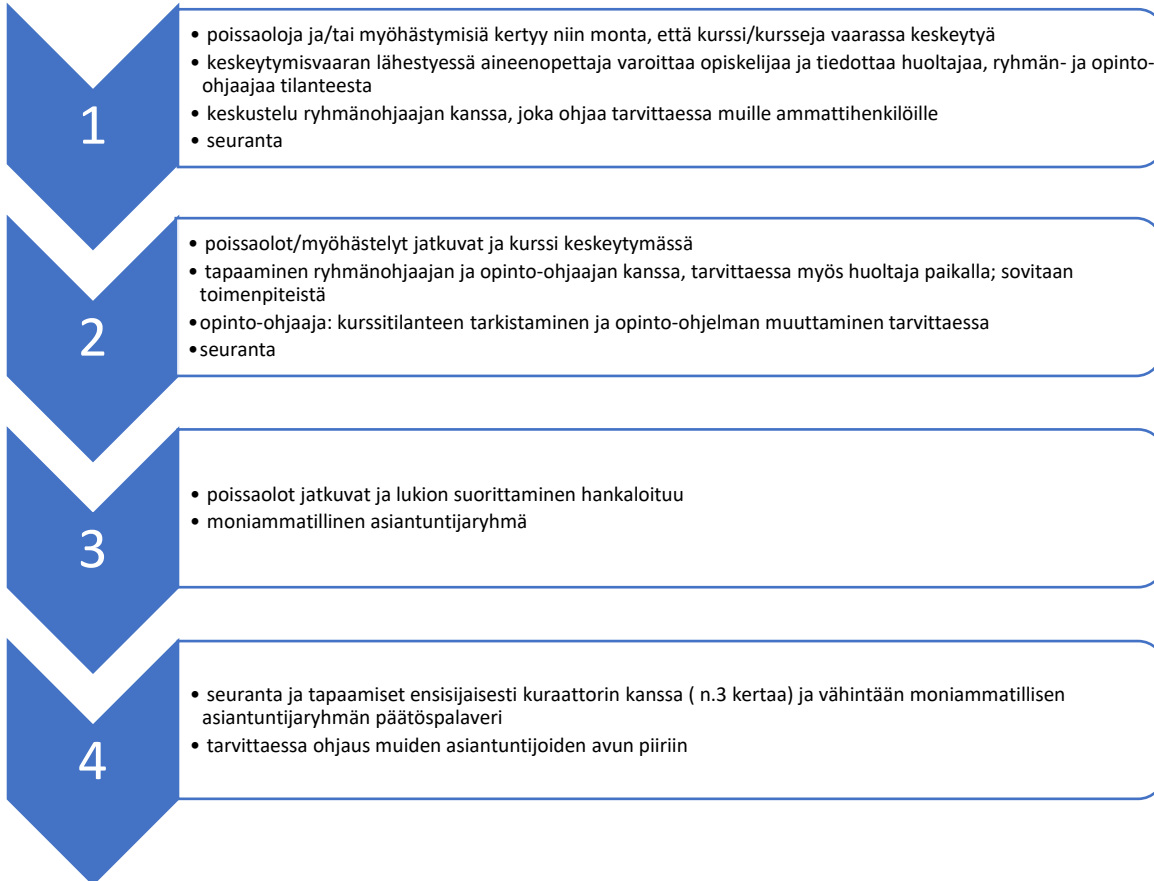 1
• poissaoloja ja/tai myöhästymisiä kertyy niin monta, että kurssi/kursseja vaarassa keskeytyä
• keskeytymisvaaran lähestyessä aineenopettaja varoittaa opiskelijaa ja tiedottaa huoltajaa, ryhmän- ja opinto-
ohjaajaa tilanteesta
• keskustelu ryhmänohjaajan kanssa, joka ohjaa tarvittaessa muille ammattihenkilöille
• seuranta
2
• poissaolot/myöhästelyt jatkuvat ja kurssi keskeytymässä
• tapaaminen ryhmänohjaajan ja opinto-ohjaajan kanssa, tarvittaessa myös huoltaja paikalla; sovitaan
toimenpiteistä
•opinto-ohjaaja: kurssitilanteen tarkistaminen ja opinto-ohjelman muuttaminen tarvittaessa
•seuranta
3
• poissaolot jatkuvat ja lukion suorittaminen hankaloituu
• moniammatillinen asiantuntijaryhmä
4
• seuranta ja tapaamiset ensisijaisesti kuraattorin kanssa ( n.3 kertaa) ja vähintään moniammatillisen
asiantuntijaryhmän päätöspalaveri
• tarvittaessa ohjaus muiden asiantuntijoiden avun piiriin